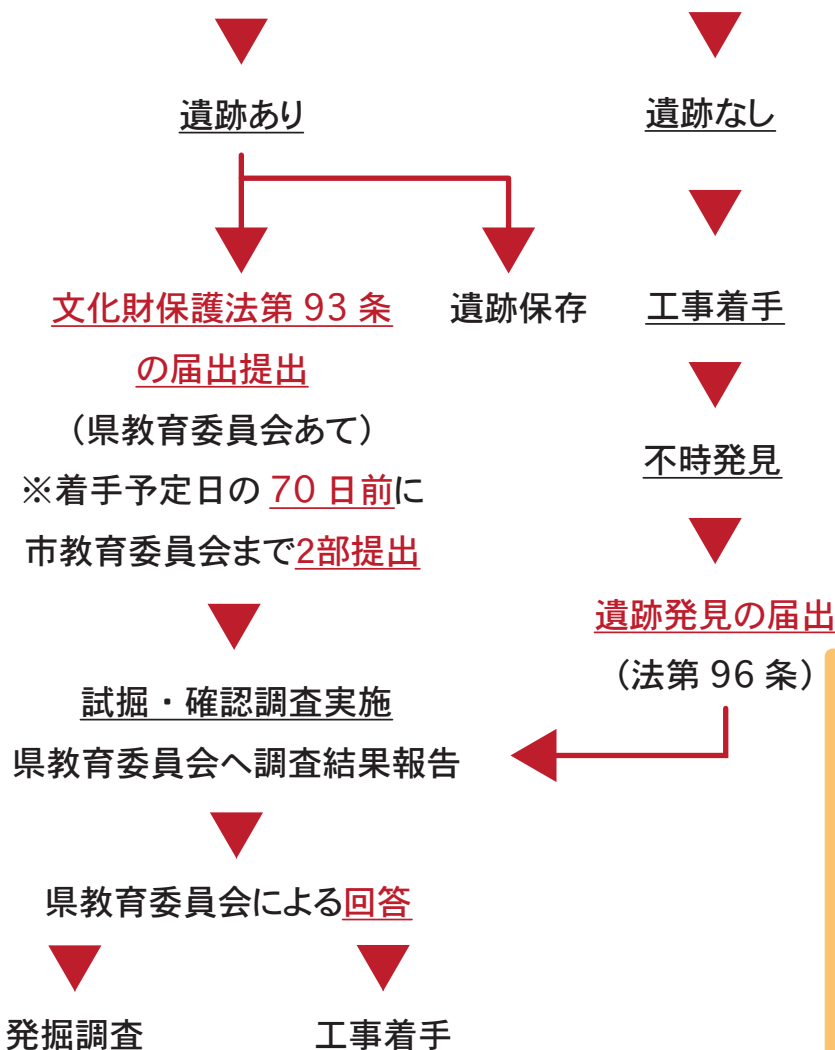 遺跡あり
遺跡なし
文化財保護法第 93 条
の届出提出
（県教育委員会あて）
※着手予定日の 70 日前に
市教育委員会まで2部提出
遺跡保存
工事着手
不時発見
遺跡発見の届出
（法第 96 条）
試掘・確認調査実施
県教育委員会へ調査結果報告
県教育委員会による回答
発掘調査
工事着手